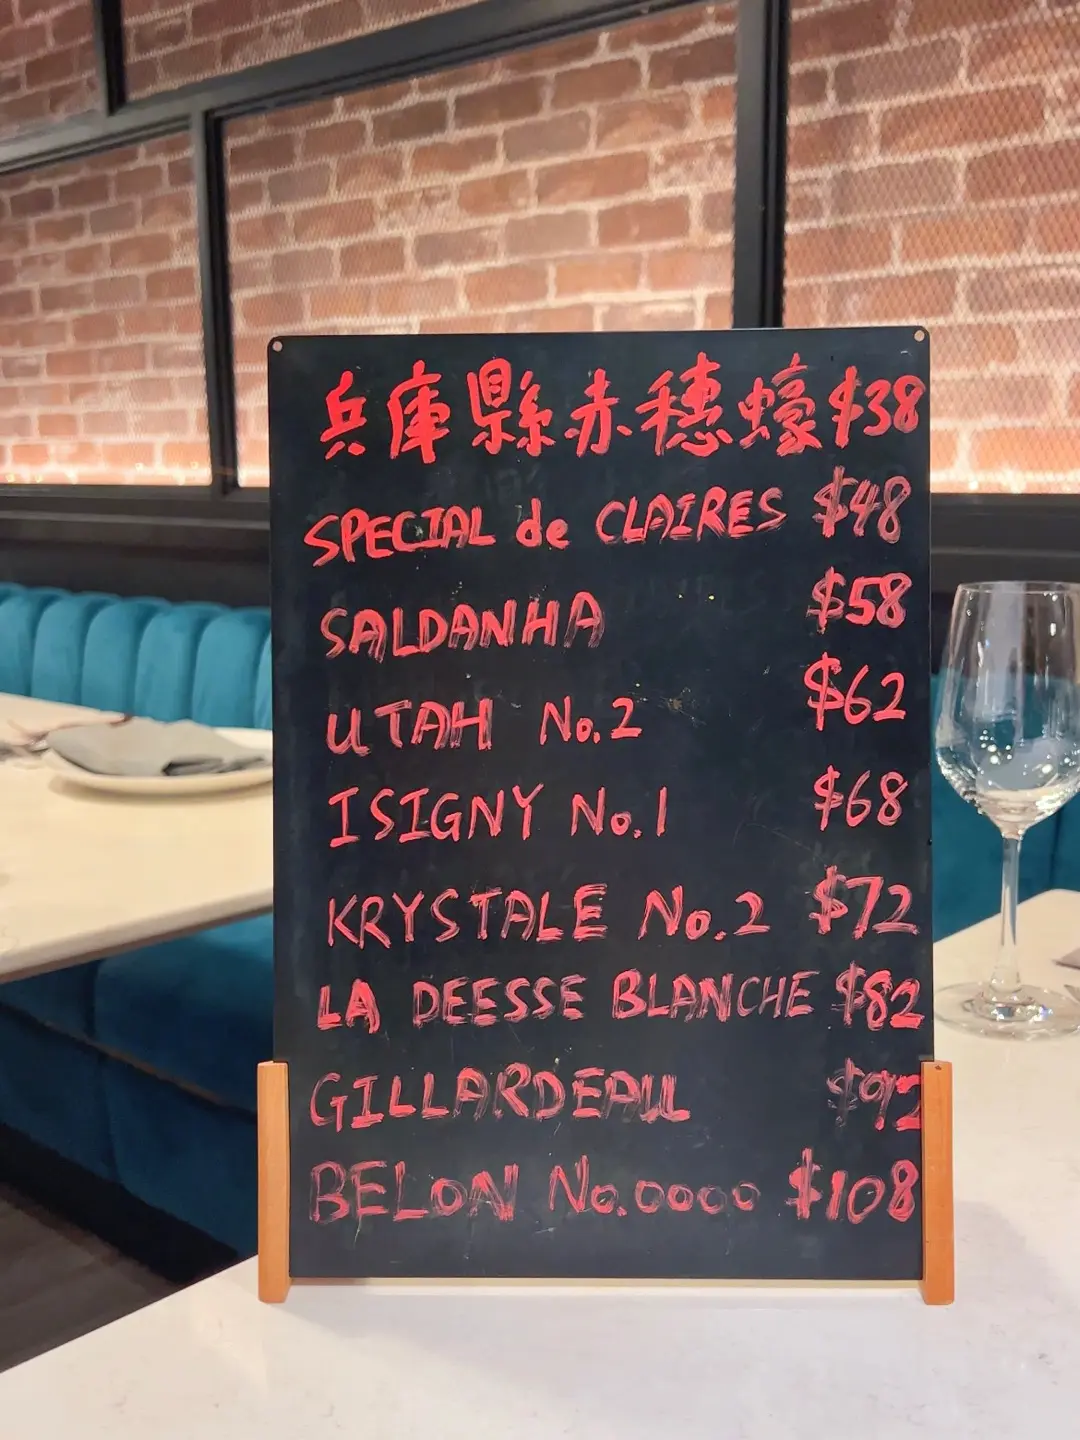 兵庫縣赤穗蠔 $38
SPECIAL de CLAIRES $48
SALDANHA $58
UTAH No.2 $62
ISIGNY No.1 $68
KRYSTALE No.2 $72
LA DEESSE BLANCHE $82
GILLARDEAU $92
BELON No.0000 $108